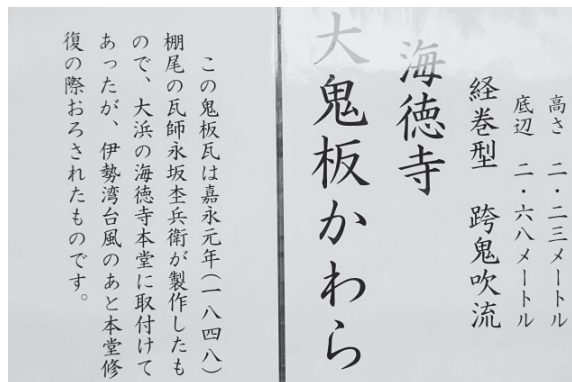 高さ 二・二三メートル
底辺 二・六八メートル
経巻型 跨鬼吹流
海徳寺
大鬼板かわら
この鬼板瓦は嘉永元年(一八四八)
棚尾の瓦師永坂杢兵衛が製作したも
ので、大浜の海徳寺本堂に取付けて
あったが、伊勢湾台風のあと本堂修
復の際おろされたものです。